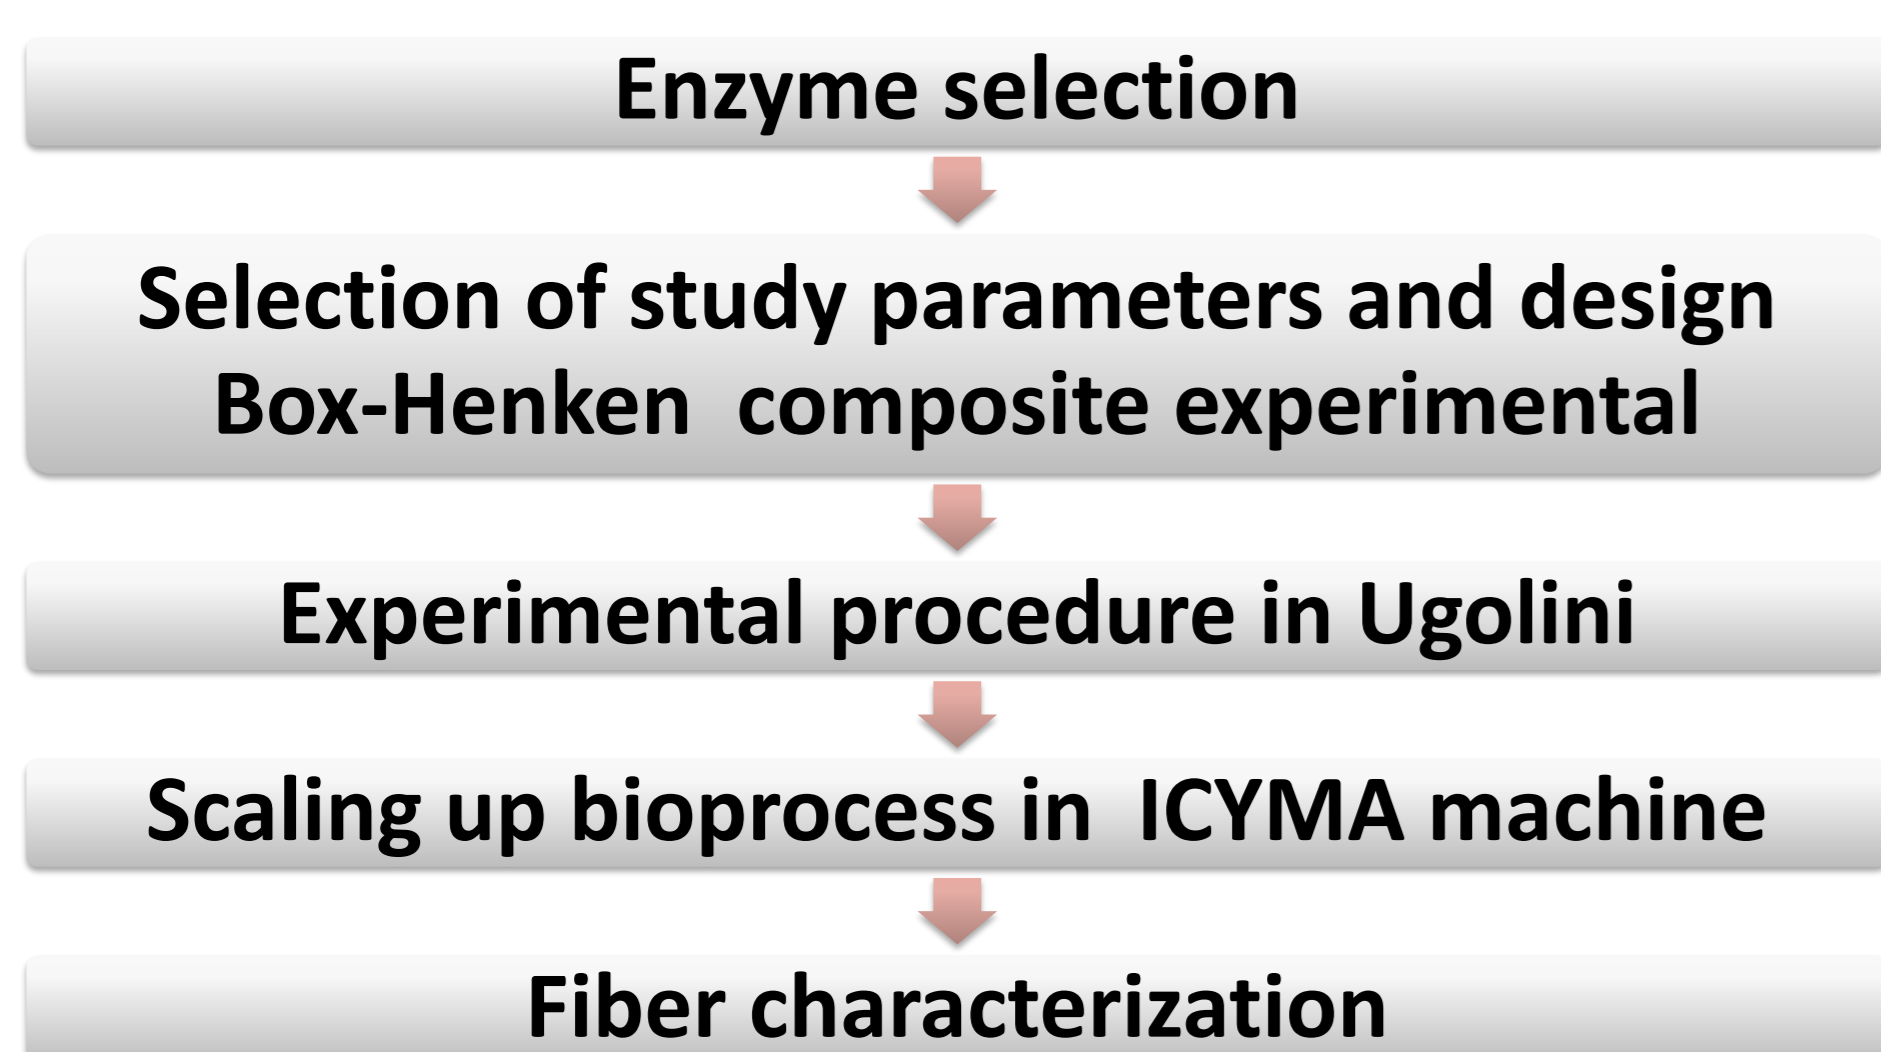 Enzyme selection
Selection of study parameters and design
Box-Henken  composite experimental
Experimental procedure in Ugolini
Scaling up bioprocess in  ICYMA machine
Fiber characterization